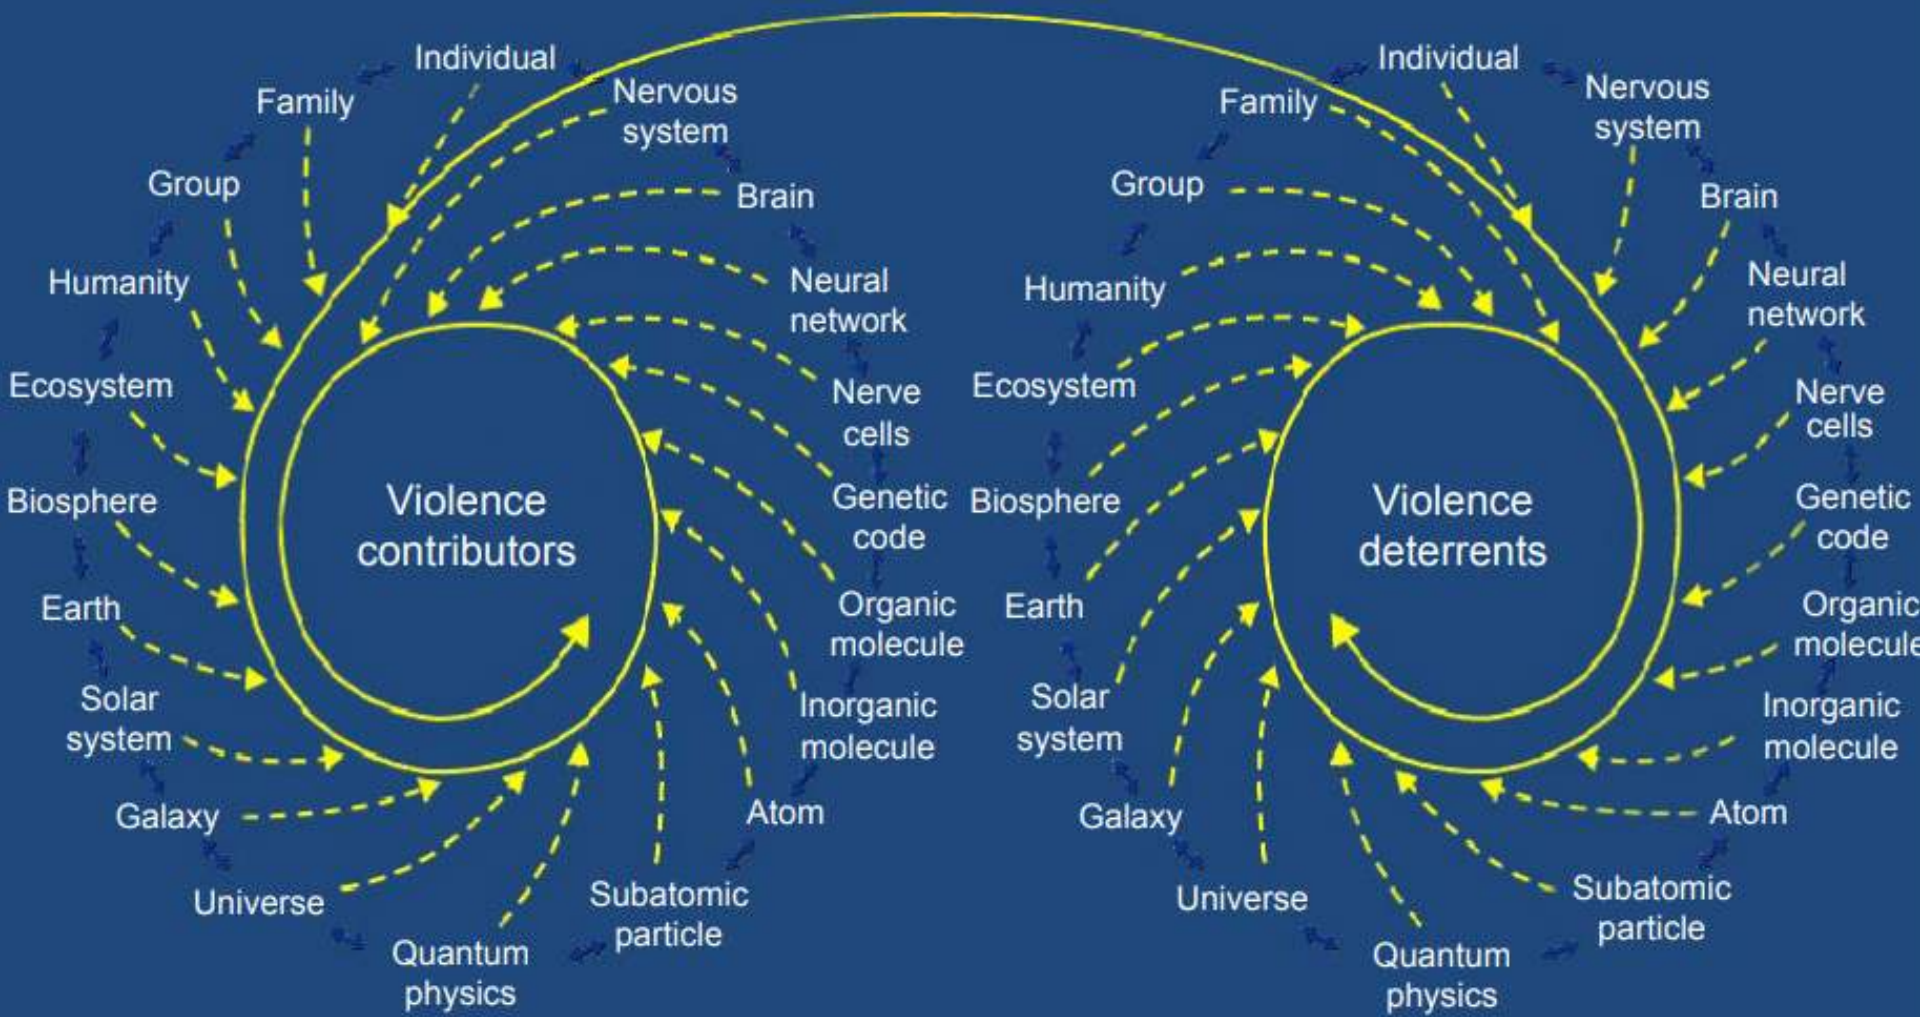 Individual
Family
Nervous
system
Group
Brain
Humanity
Neural
network
Ecosystem
Nerve
cells
Biosphere
Genetic
code
Violence
contributors
Earth
Organic
molecule
Solar
system
Inorganic
molecule
Galaxy
Atom
Universe
Subatomic
particle
Quantum
physics
Individual
Family
Nervous
system
Group
Brain
Humanity
Neural
network
Ecosystem
Nerve
cells
Biosphere
Genetic
code
Violence
deterrents
Earth
Organic
molecule
Solar
system
Inorganic
molecule
Galaxy
Atom
Universe
Subatomic
particle
Quantum
physics